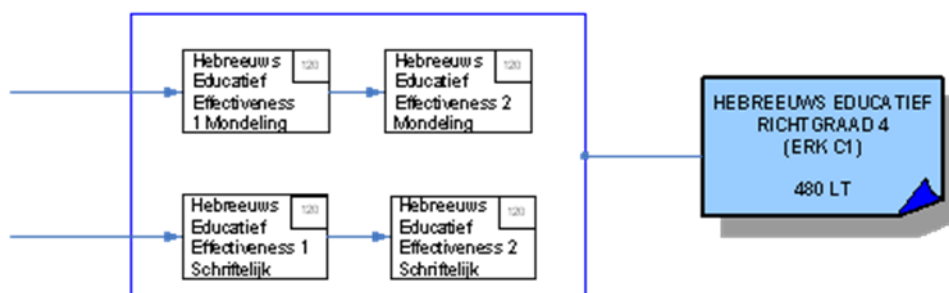 Hebreeuws
Educatief
Effectiveness
1 Mondeling
120
Hebreeuws
Educatief
Effectiveness 2
Mondeling
120
Hebreeuws
Educatief
Effectiveness 1
Schriftelijk
120
Hebreeuws
Educatief
Effectiveness 2
Schriftelijk
120
HEBREEUWS EDUCATIEF
RICHTGRAAD 4
(ERK C1)
480 LT